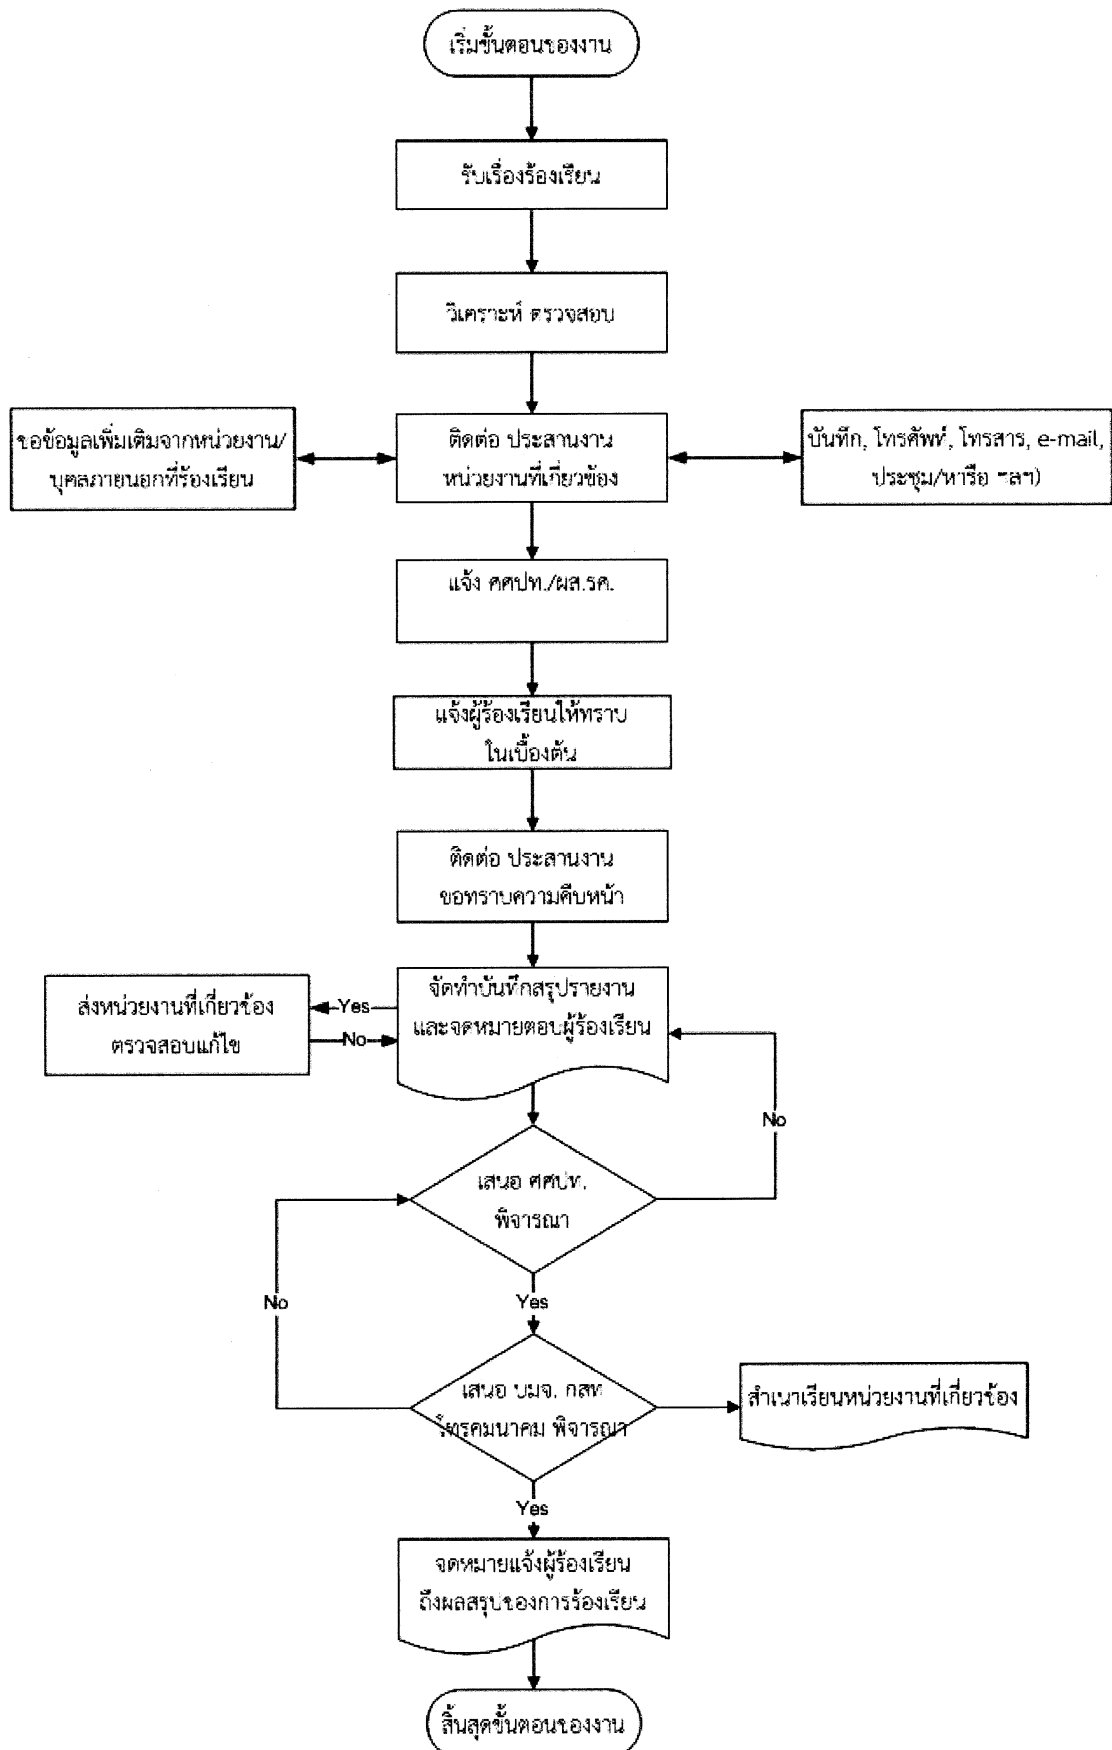 เริ่มขั้นตอนของงาน
รับเรื่องร้องเรียน
วิเคราะห์ ตรวจสอบ
ขอข้อมูลเพิ่มเติมจากหน่วยงาน/
บุคลภายนอกที่ร้องเรียน
ติดต่อ ประสานงาน
หน่วยงานที่เกี่ยวข้อง
บันทึก, โทรศัพท์, โทรสาร, e-mail,
ประชุม/หารือ ฯลฯ)
แจ้ง ศศปท./ผส.รศ.
แจ้งผู้ร้องเรียนให้ทราบ
ในเบื้องต้น
ติดต่อ ประสานงาน
ขอทราบความคืบหน้า
ส่งหน่วยงานที่เกี่ยวข้อง
ตรวจสอบแก้ไข
Yes
No
จัดทำบันทึกสรุปรายงาน
และจดหมายตอบผู้ร้องเรียน
No
เสนอ ศศปท.
พิจารณา
No
Yes
เสนอ บมจ. กสท
โทรคมนาคม พิจารณา
สำเนาเรียนหน่วยงานที่เกี่ยวข้อง
Yes
จดหมายแจ้งผู้ร้องเรียน
ถึงผลสรุปของการร้องเรียน
สิ้นสุดขั้นตอนของงาน